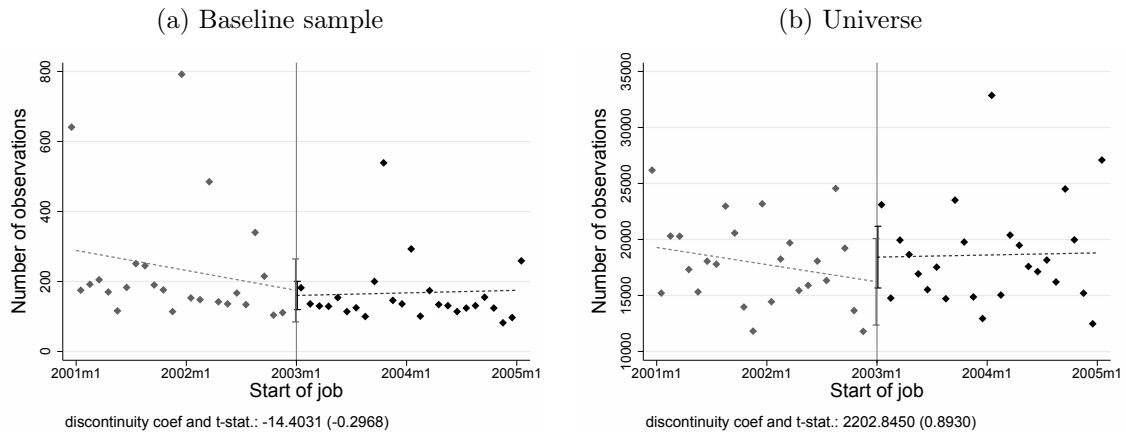 (a) Baseline sample
Number of observations
800
600
400
200
0
2001m1 2002m1 2003m1 2004m1 2005m1
Start of job
discontinuity coef and t-stat.: -14.4031 (-0.2968)
(b) Universe
Number of observations
35000
30000
25000
20000
15000
10000
2001m1 2002m1 2003m1 2004m1 2005m1
Start of job
discontinuity coef and t-stat.: 2202.8450 (0.8930)